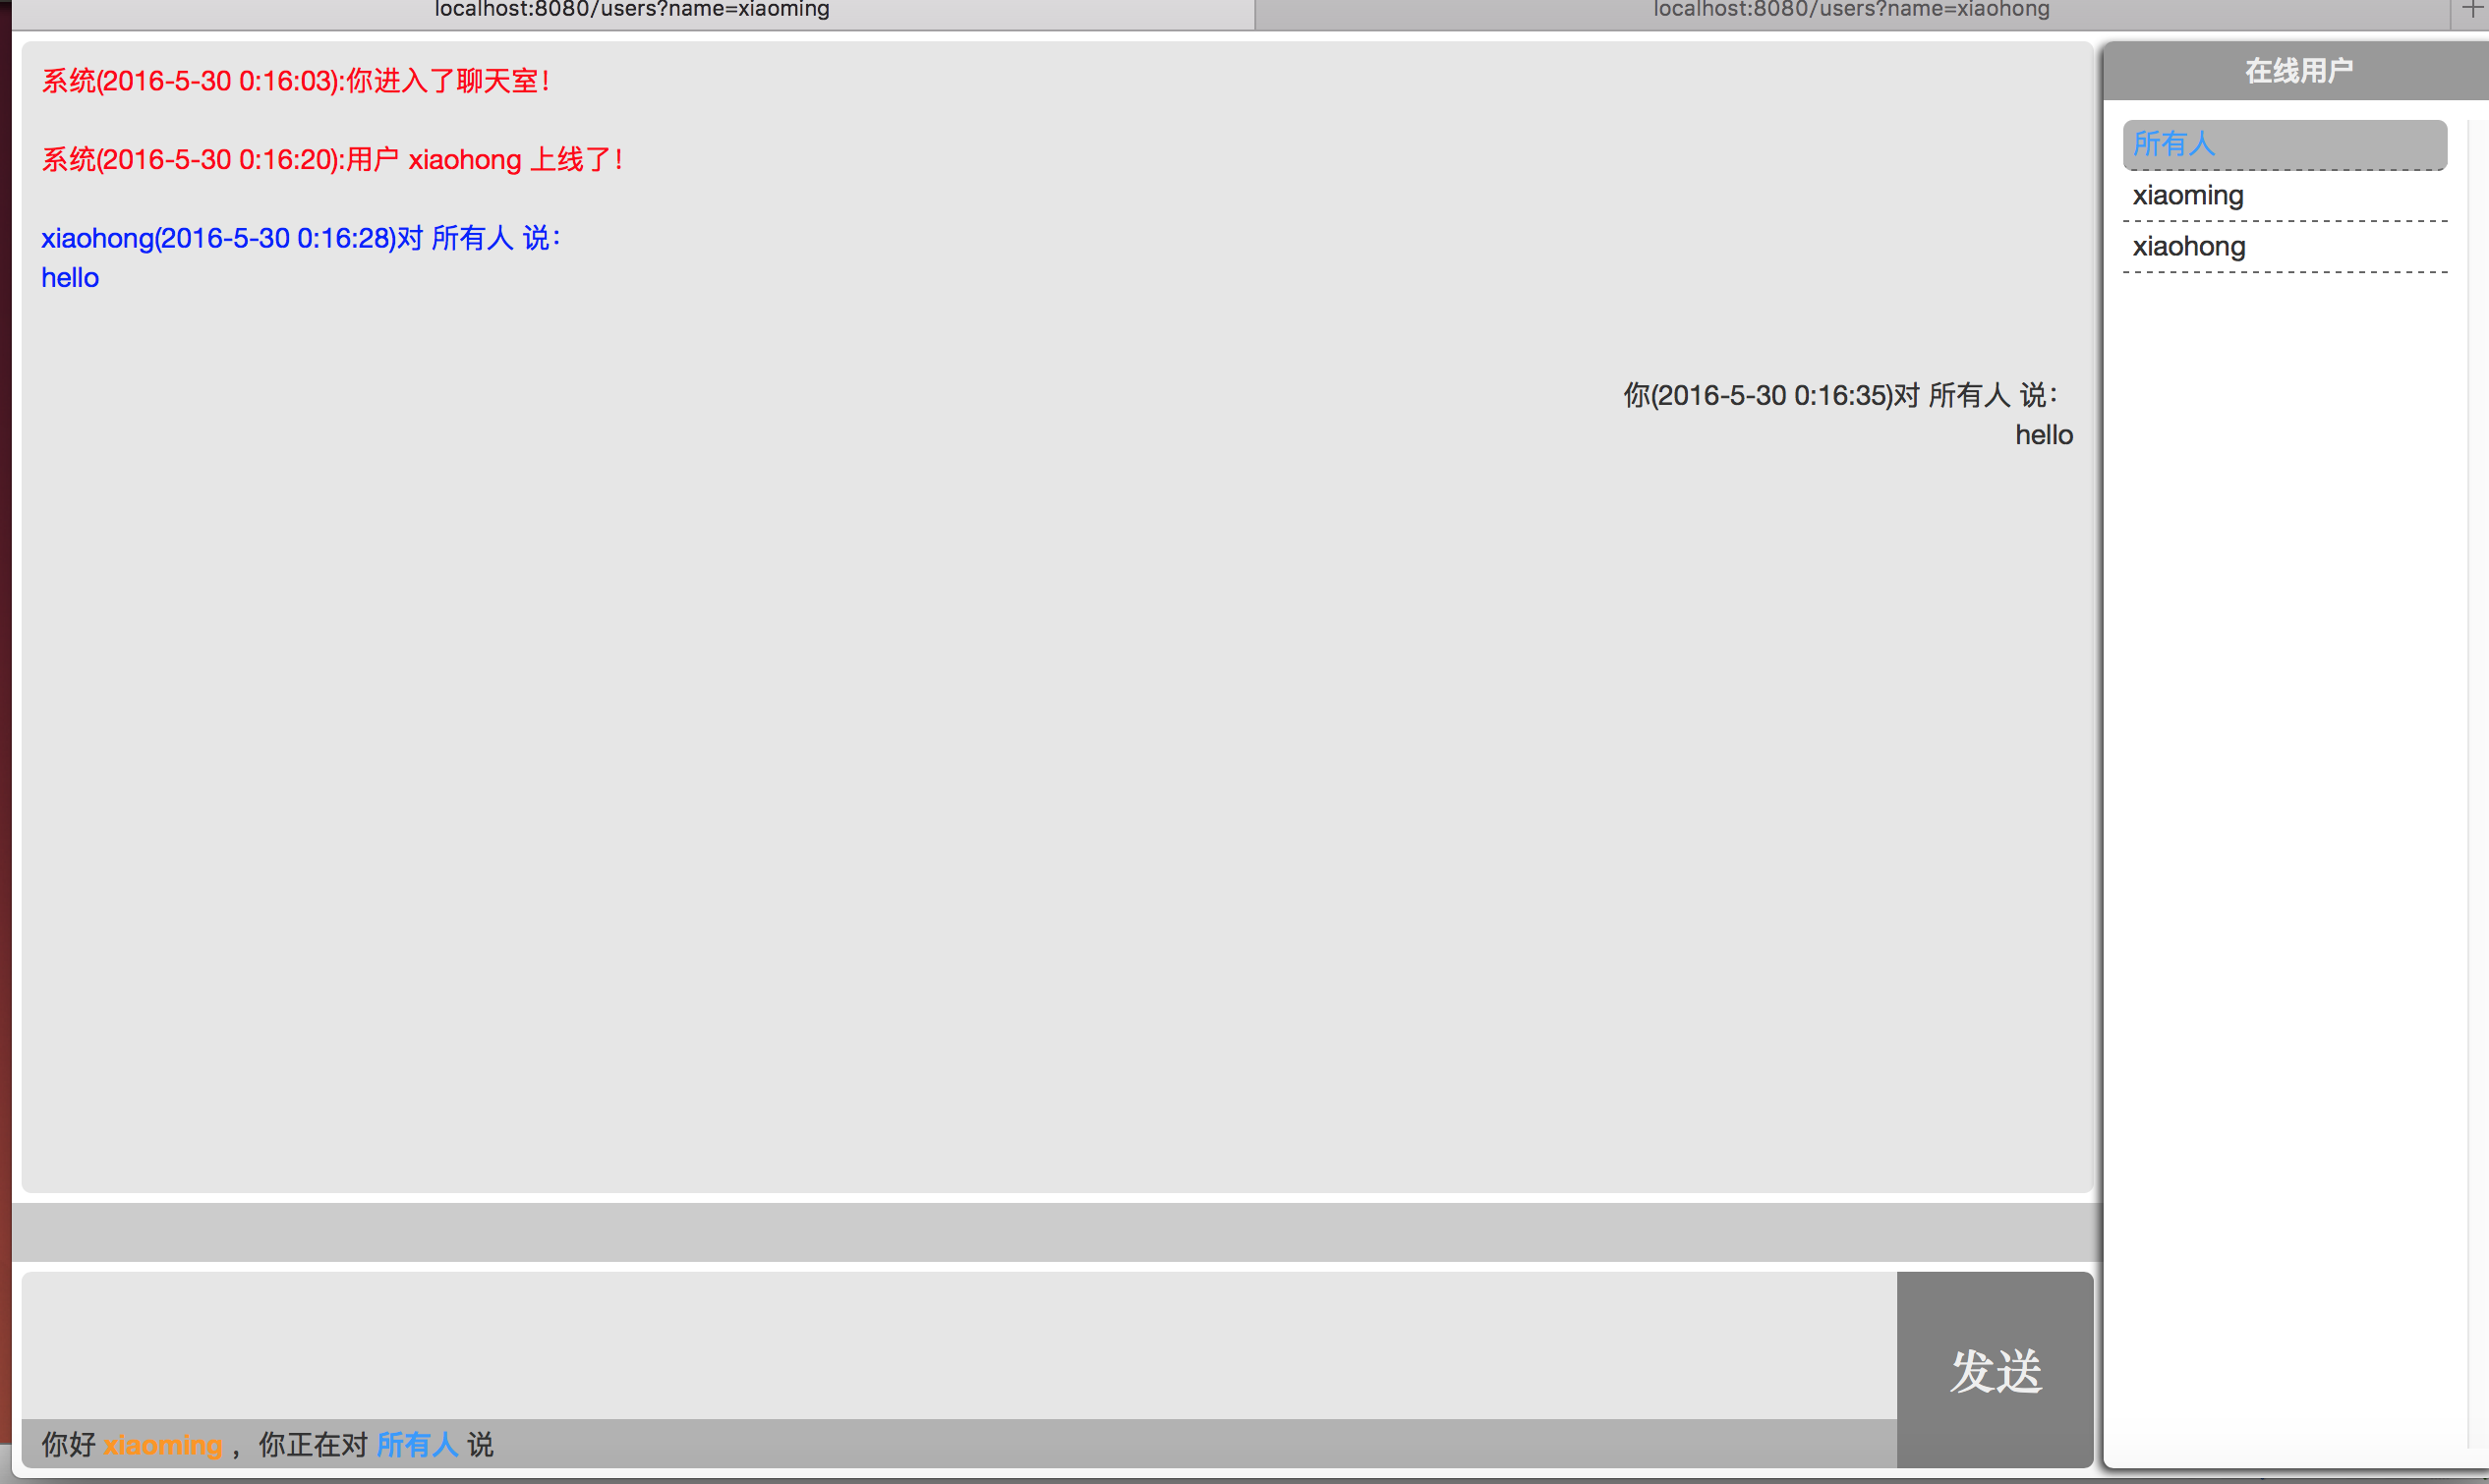 localhost:8080/users?name=xiaoming
localhost:8080/users?name=xiaohong
系统(2016-5-30 0:16:03):你进入了聊天室！
系统(2016-5-30 0:16:20):用户 xiaohong 上线了！
xiaohong(2016-5-30 0:16:28)对 所有人 说：
hello
你(2016-5-30 0:16:35)对 所有人 说：
hello
在线用户
所有人
xiaoming
xiaohong
发送
你好 xiaoming ，你正在对 所有人 说